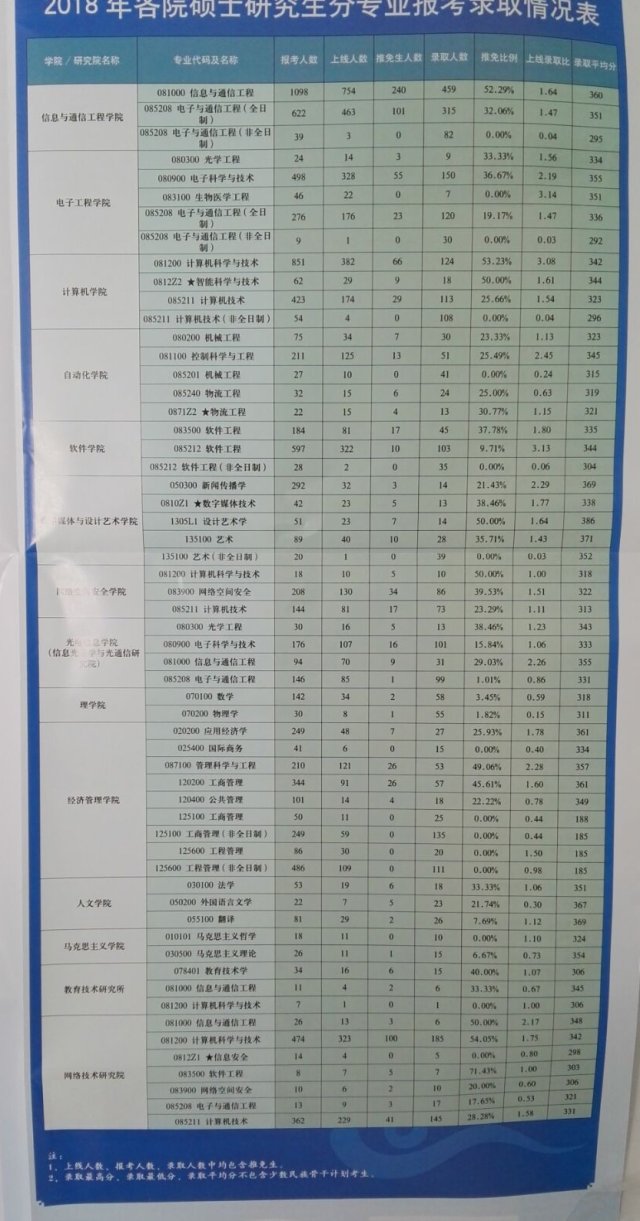 2018 年各院硕士研究生分专业报考录取情况表
学院 / 研究院名称 专业代码及名称 报考人数 上线人数 推免生人数 录取人数 推免比例 上线录取比 录取平均分
信息与通信工程学院
081000 信息与通信工程 1098 754 240 459 52.29% 1.64 360
085208 电子与通信工程(全日制) 622 463 101 315 32.06% 1.47 351
085208 电子与通信工程(非全日制) 39 3 0 82 0.00% 0.04 295
电子工程学院
080300 光学工程 24 14 3 9 33.33% 1.56 334
080900 电子科学与技术 498 328 55 150 36.67% 2.19 355
083100 生物医学工程 46 22 0 7 0.00% 3.14 351
085208 电子与通信工程(全日制) 276 176 23 120 19.17% 1.47 336
085208 电子与通信工程(非全日制) 9 1 0 30 0.00% 0.03 292
计算机学院
081200 计算机科学与技术 851 382 66 124 53.23% 3.08 342
0812Z2 ★智能科学与技术 62 29 9 18 50.00% 1.61 344
085211 计算机技术 423 174 29 113 25.66% 1.54 323
085211 计算机技术(非全日制) 54 4 0 108 0.00% 0.04 296
自动化学院
080200 机械工程 75 34 7 30 23.33% 1.13 323
081100 控制科学与工程 211 125 13 51 25.49% 2.45 345
085201 机械工程 27 10 0 41 0.00% 0.24 315
085240 物流工程 32 15 6 24 25.00% 0.63 319
0871Z2 ★物流工程 22 15 4 13 30.77% 1.15 321
软件学院
083500 软件工程 184 81 17 45 37.78% 1.80 335
085212 软件工程 597 322 10 103 9.71% 3.13 344
085212 软件工程(非全日制) 28 2 0 35 0.00% 0.06 304
媒体与设计艺术学院
050300 新闻传播学 292 32 3 14 21.43% 2.29 369
0810Z1 ★数字媒体技术 42 23 5 13 38.46% 1.77 338
1305L1 设计艺术学 51 23 7 14 50.00% 1.64 386
135100 艺术 89 40 10 28 35.71% 1.43 371
135100 艺术(非全日制) 20 1 0 39 0.00% 0.03 352
网络空间安全学院
081200 计算机科学与技术 18 10 5 10 50.00% 1.00 318
083900 网络空间安全 208 130 34 86 39.53% 1.51 322
085211 计算机技术 144 81 17 73 23.29% 1.11 313
光电信息学院
(信息光子学与光通信研究院)
080300 光学工程 30 16 5 13 38.46% 1.23 343
080900 电子科学与技术 176 107 16 101 15.84% 1.06 333
081000 信息与通信工程 94 70 9 31 29.03% 2.26 355
085208 电子与通信工程 146 85 1 99 1.01% 0.86 331
理学院
070100 数学 142 34 2 58 3.45% 0.59 318
070200 物理学 30 8 1 55 1.82% 0.15 311
经济管理学院
020200 应用经济学 249 48 7 27 25.93% 1.78 361
025400 国际商务 41 6 0 15 0.00% 0.40 334
087100 管理科学与工程 210 121 26 53 49.06% 2.28 357
120200 工商管理 344 91 26 57 45.61% 1.60 361
120400 公共管理 101 14 4 18 22.22% 0.78 349
125100 工商管理 50 11 0 25 0.00% 0.44 188
125100 工商管理(非全日制) 249 59 0 135 0.00% 0.44 185
125600 工程管理 86 30 0 20 0.00% 1.50 185
125600 工程管理(非全日制) 486 109 0 111 0.00% 0.98 185
人文学院
030100 法学 53 19 6 18 33.33% 1.06 351
050200 外国语言文学 22 7 5 23 21.74% 0.30 367
055100 翻译 81 29 2 26 7.69% 1.12 369
马克思主义学院
010101 马克思主义哲学 18 11 0 10 0.00% 1.10 324
030500 马克思主义理论 26 11 1 15 6.67% 0.73 354
教育技术研究所
078401 教育技术学 34 16 6 15 40.00% 1.07 306
081000 信息与通信工程 11 4 2 6 33.33% 0.67 345
081200 计算机科学与技术 7 1 0 1 0.00% 1.00 306
网络技术研究院
081000 信息与通信工程 26 13 3 6 50.00% 2.17 348
081200 计算机科学与技术 474 323 100 185 54.05% 1.75 342
0812Z1 ★信息安全 14 4 0 5 0.00% 0.80 298
083500 软件工程 8 7 5 7 71.43% 1.00 303
083900 网络空间安全 10 6 2 10 20.00% 0.60 306
085208 电子与通信工程 13 9 3 17 17.65% 0.53 321
085211 计算机技术 362 229 41 145 28.28% 1.58 331
注:
1、上线人数、报考人数、录取人数中均包含推免生。
2、录取最高分、录取最低分、录取平均分不包含少数民族骨干计划考生。